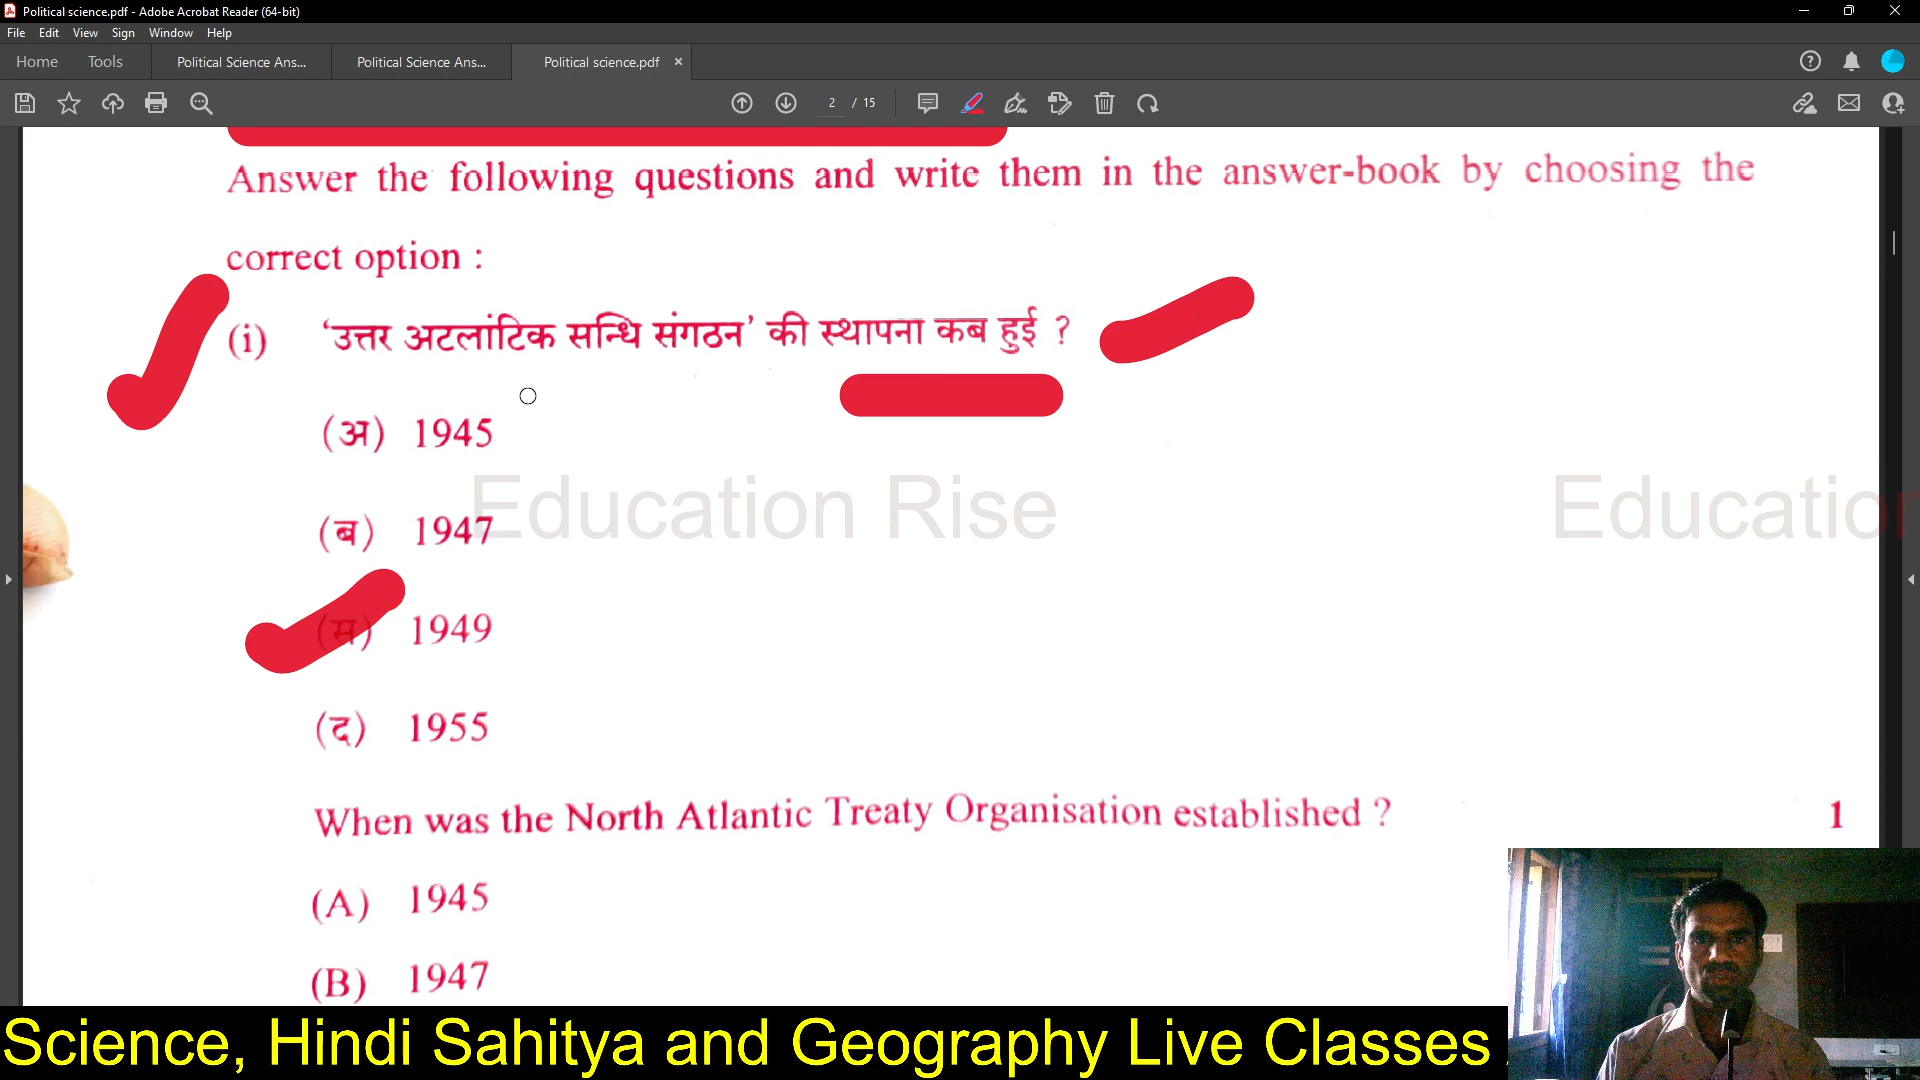 Political science.pdf - Adobe Acrobat Reader (64-bit)
File Edit View Sign Window Help
Home Tools Political Science Ans... Political Science Ans... Political science.pdf ×
2 / 15
Answer the following questions and write them in the answer-book by choosing the
correct option :
(i) ‘उत्तर अटलांटिक सन्धि संगठन’ की स्थापना कब हुई ?
(अ) 1945
Education Rise
Educatio
(ब) 1947
(स) 1949
(द) 1955
When was the North Atlantic Treaty Organisation established ? 1
(A) 1945
(B) 1947
Science, Hindi Sahitya and Geography Live Classes